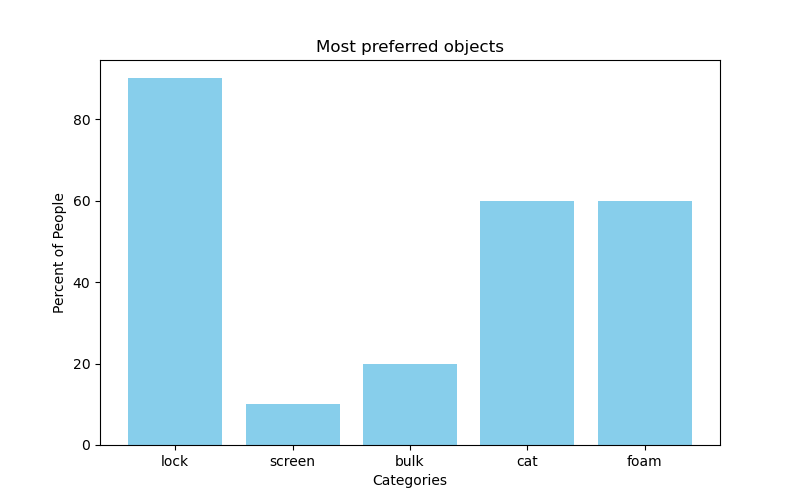 Most preferred objects
Percent of People
80
60
40
20
0
lock screen bulk cat foam
Categories